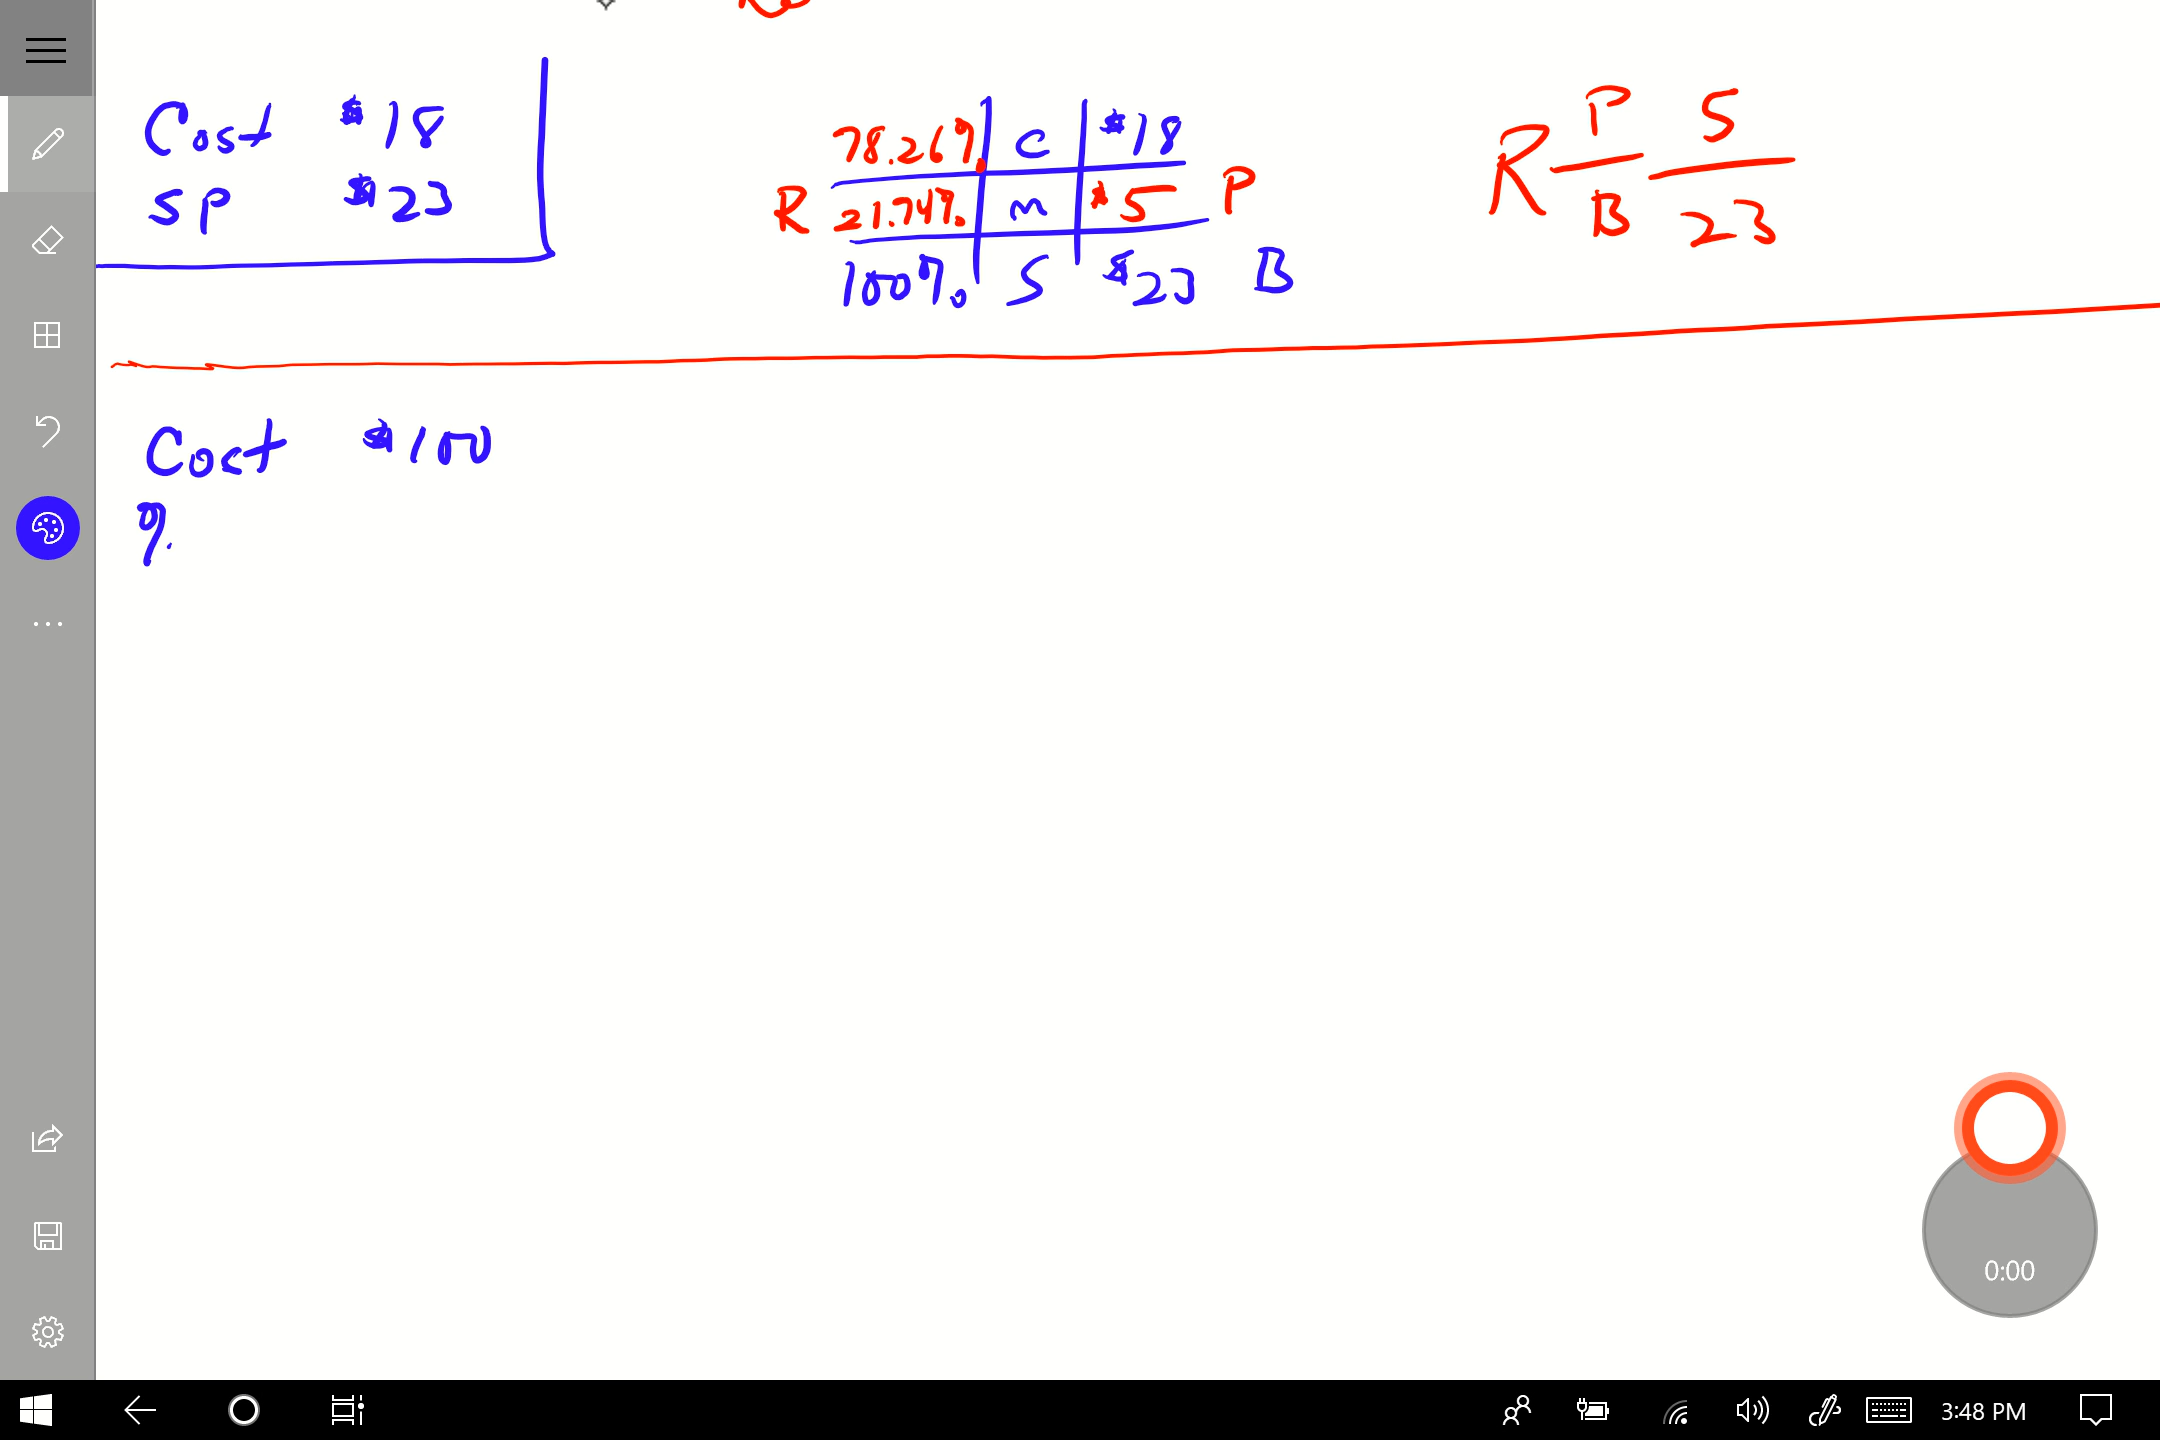 Cost $18
SP $23
78.26% C $18
R 21.74% m $5 P
100% S $23 B
R P/B 5/23
Cost $100
%
0:00
3:48 PM